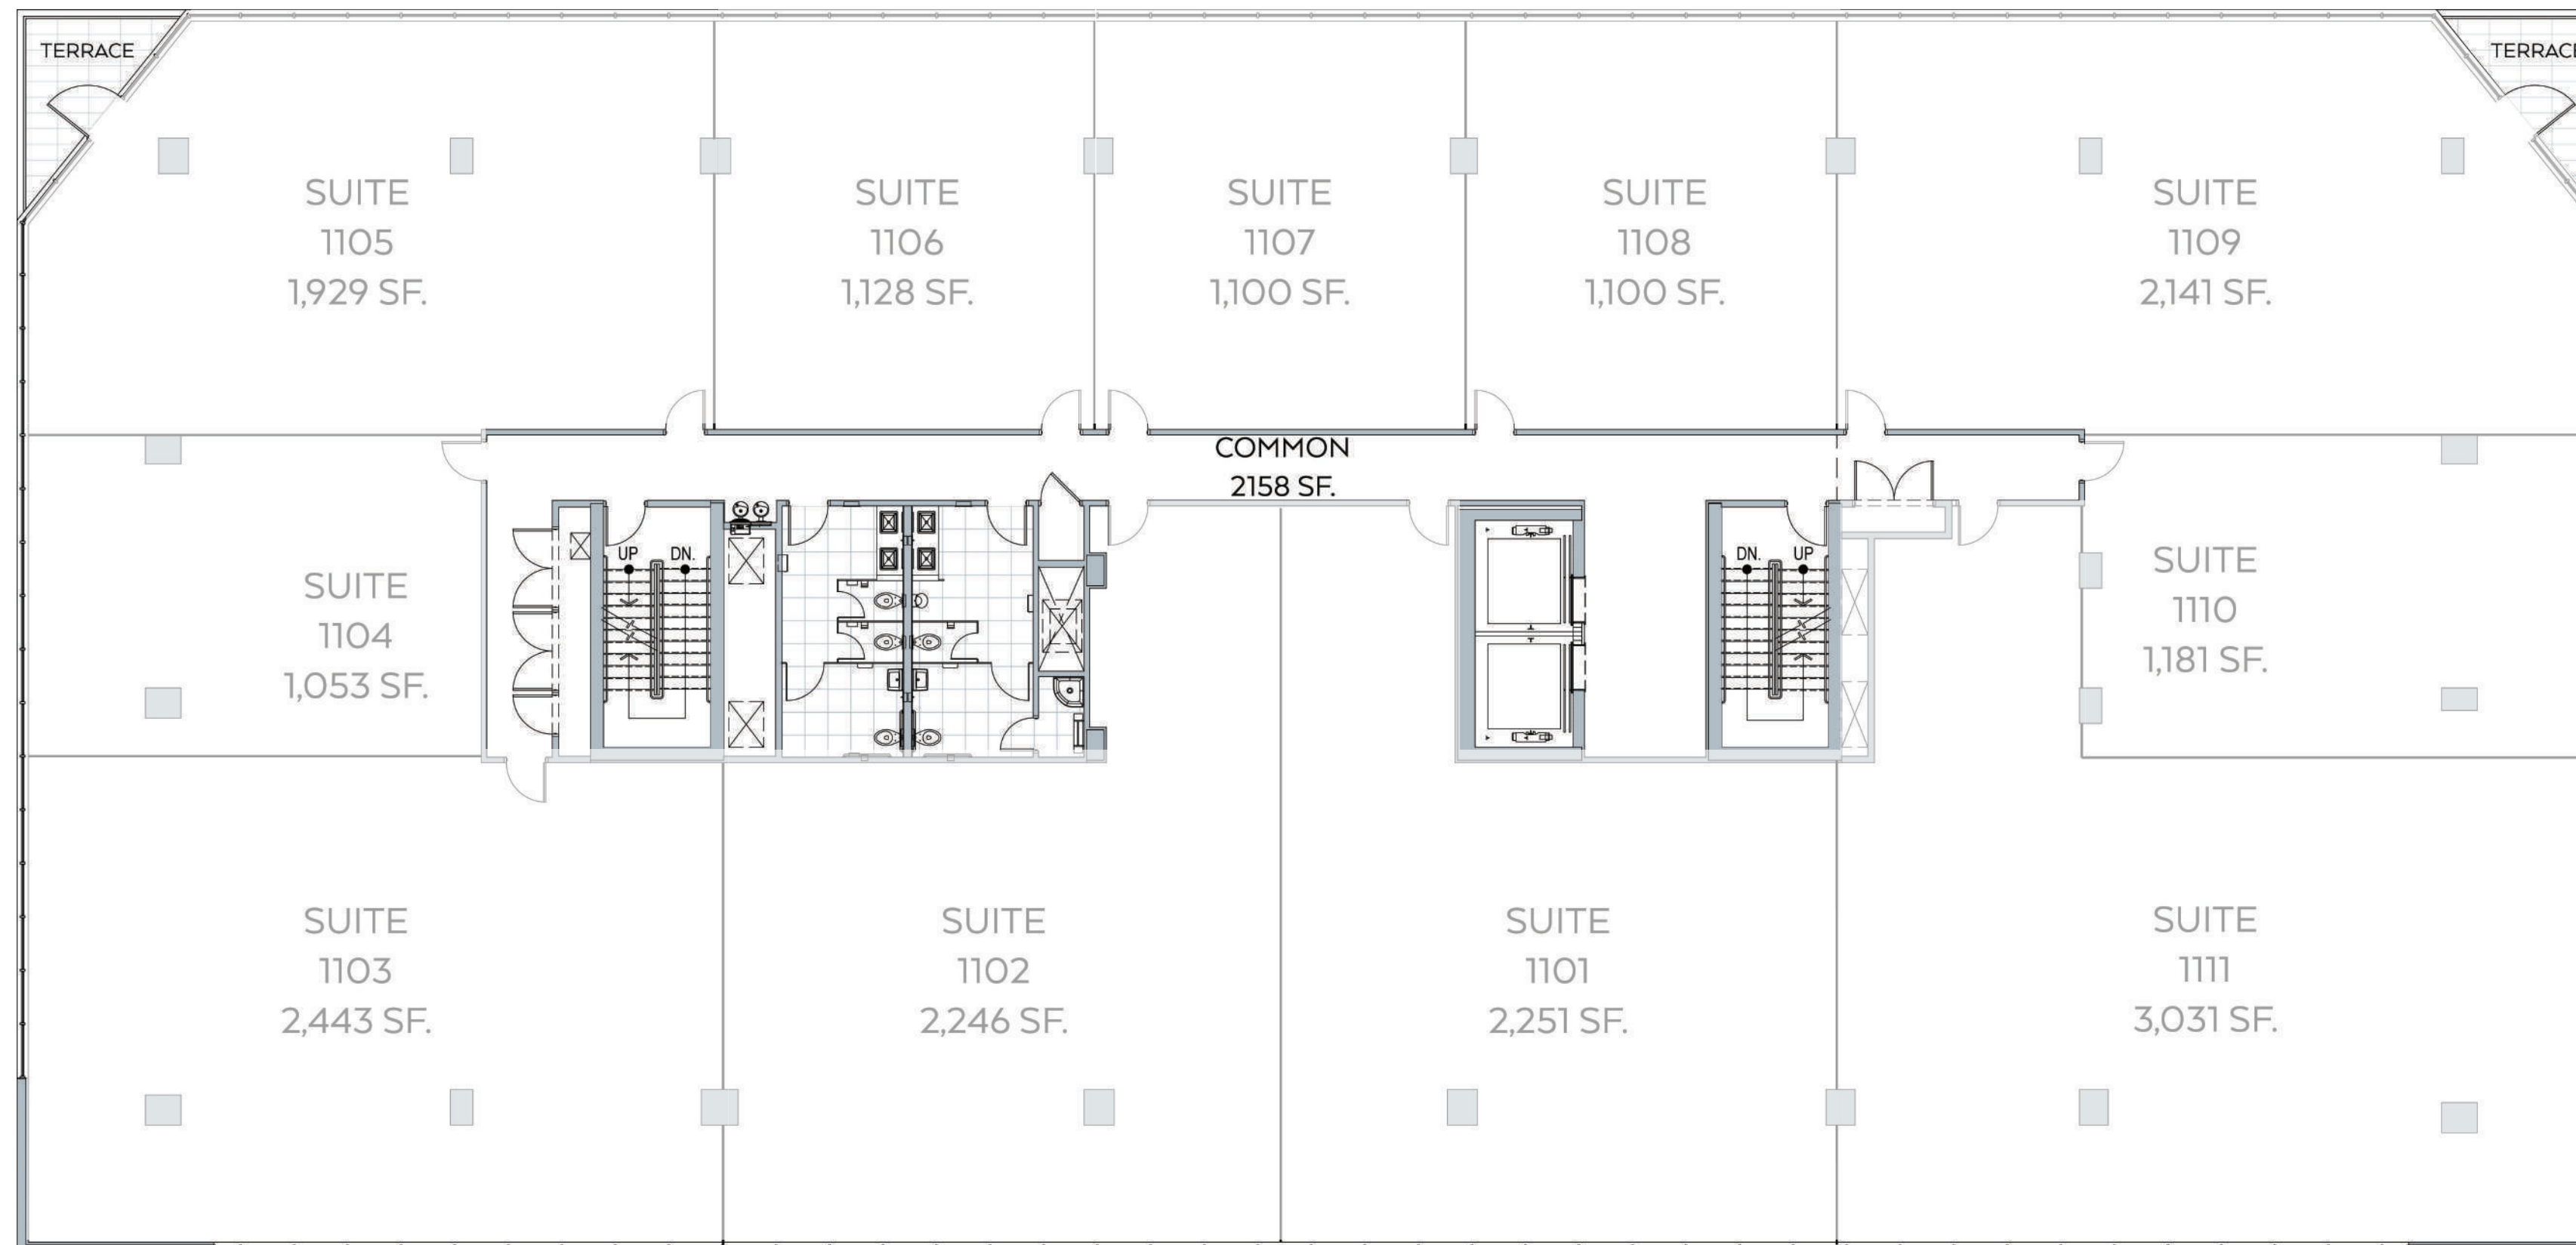 TERRACE
TERRACE
SUITE
1105
1,929 SF.
SUITE
1106
1,128 SF.
SUITE
1107
1,100 SF.
SUITE
1108
1,100 SF.
SUITE
1109
2,141 SF.
COMMON
2158 SF.
SUITE
1104
1,053 SF.
UP
DN.
DN.
UP
SUITE
1110
1,181 SF.
SUITE
1103
2,443 SF.
SUITE
1102
2,246 SF.
SUITE
1101
2,251 SF.
SUITE
1111
3,031 SF.